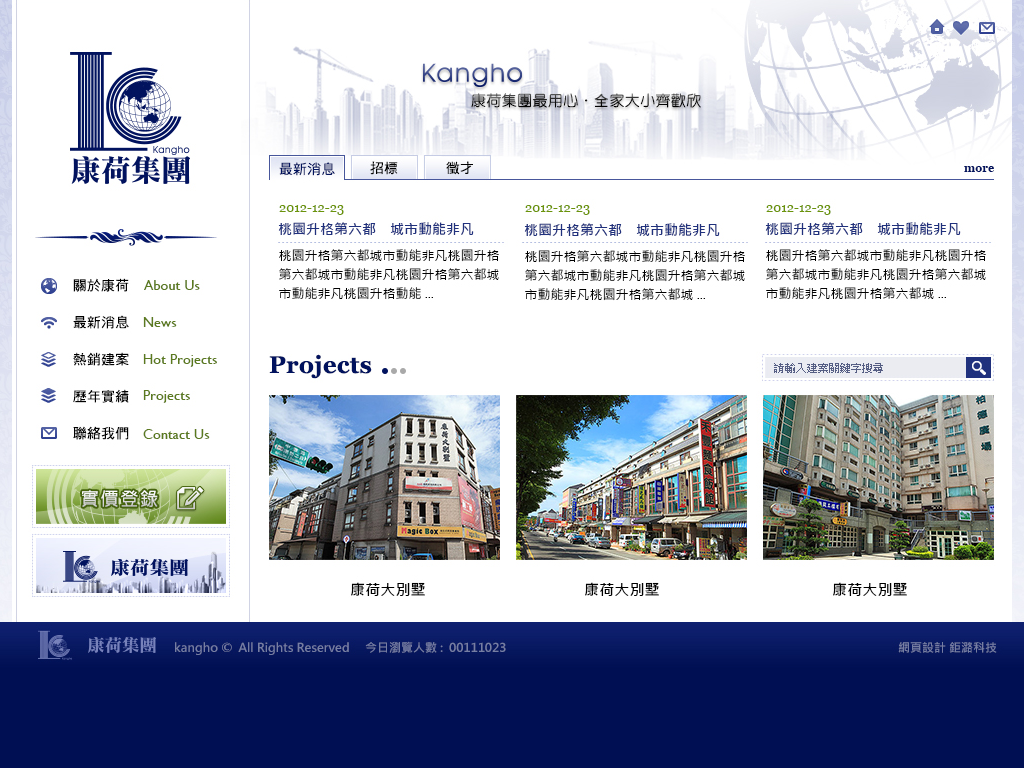 Kangho
康荷集團
關於康荷 About Us
最新消息 News
熱銷建案 Hot Projects
歷年實績 Projects
聯絡我們 Contact Us
實價登錄
康荷集團
Kangho
康荷集團最用心·全家大小齊歡欣
最新消息 招標 徵才 more
2012-12-23
桃園升格第六都 城市動能非凡
桃園升格第六都城市動能非凡桃園升格
第六都城市動能非凡桃園升格第六都城
市動能非凡桃園升格動能 ...
2012-12-23
桃園升格第六都 城市動能非凡
桃園升格第六都城市動能非凡桃園升格
第六都城市動能非凡桃園升格第六都城
市動能非凡桃園升格第六都城 ...
2012-12-23
桃園升格第六都 城市動能非凡
桃園升格第六都城市動能非凡桃園升格
第六都城市動能非凡桃園升格第六都城
市動能非凡桃園升格第六都城 ...
Projects ...
請輸入建案關鍵字搜尋
康荷大別墅
Magic Box
康荷大別墅
康荷大別墅
康荷大別墅
康荷集團 kangho © All Rights Reserved 今日瀏覽人數 : 00111023
網頁設計 鉅潞科技